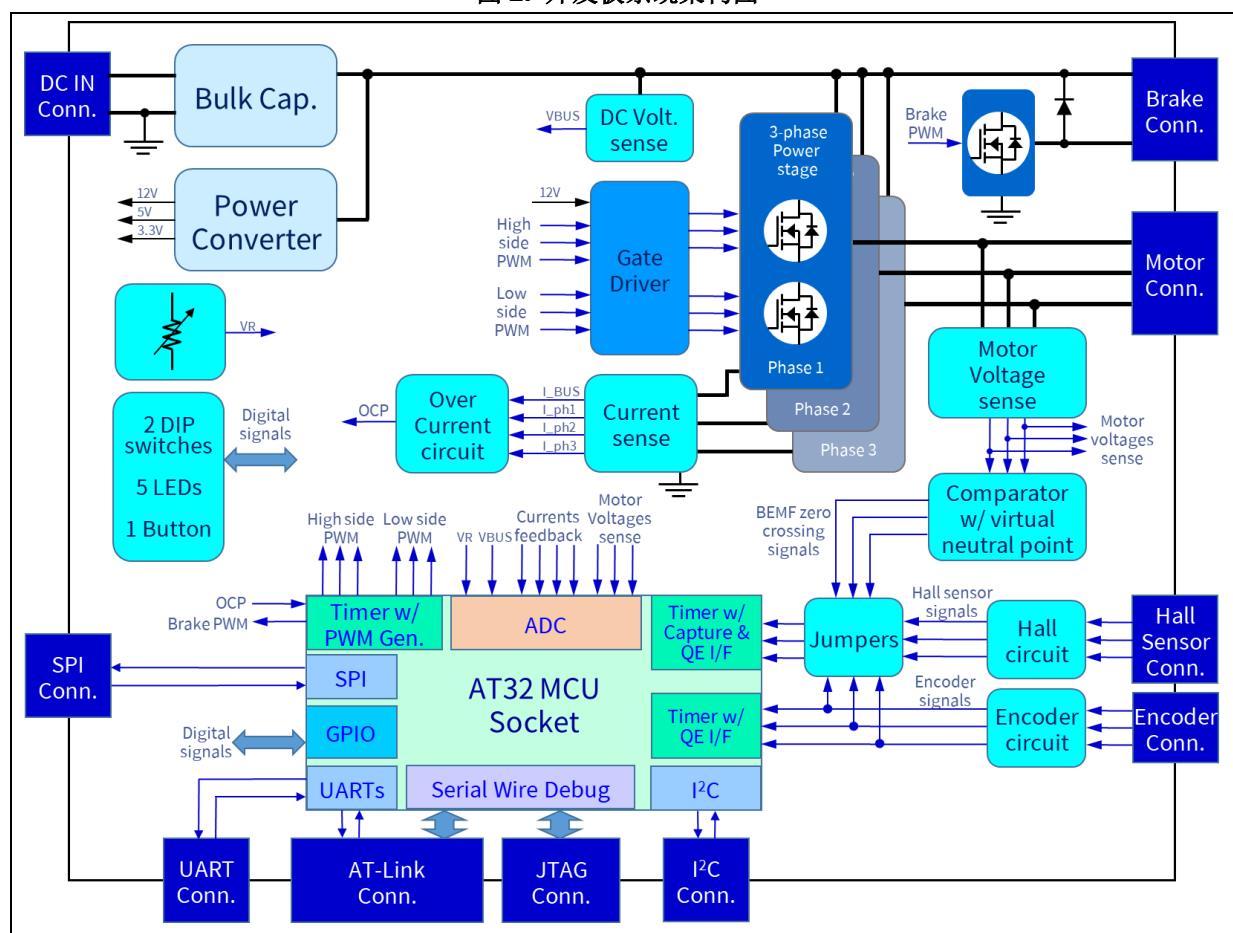 DC IN
Conn.
Bulk Cap.
VBUS
DC Volt.
sense
3-phase
Power
stage
Brake
PWM
Brake
Conn.
12V
5V
3.3V
Power
Converter
12V
High
side
PWM
Low
side
PWM
Gate
Driver
Motor
Conn.
VR
Phase 1
Phase 2
Phase 3
Motor
Voltage
sense
Motor
voltages
sense
2 DIP
switches
5 LEDs
1 Button
Digital
signals
OCP
Over
Current
circuit
I_BUS
I_ph1
I_ph2
I_ph3
Current
sense
BEMF zero
crossing
signals
Comparator
w/ virtual
neutral point
High side
PWM
Low side
PWM
VR
VBUS
Currents
feedback
Motor
Voltages
sense
OCP
Brake PWM
Timer w/
PWM Gen.
ADC
Timer w/
Capture &
QE I/F
Jumpers
Hall sensor
signals
Hall
circuit
Hall
Sensor
Conn.
SPI
Conn.
SPI
AT32 MCU
Socket
Encoder
signals
Encoder
circuit
Encoder
Conn.
Digital
signals
GPIO
Timer w/
QE I/F
UARTs
Serial Wire Debug
I²C
UART
Conn.
AT-Link
Conn.
JTAG
Conn.
I²C
Conn.